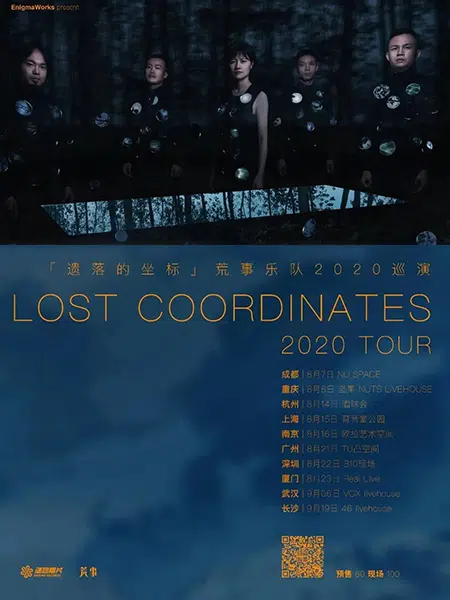 EnigmaWorks present
「遗落的坐标」荒事乐队2020巡演
LOST COORDINATES
2020 TOUR
成都 | 8月7日 NU SPACE
重庆 | 8月8日 坚果 NUTS LIVEHOUSE
杭州 | 8月14日 酒球会
上海 | 8月15日 育音堂公园
南京 | 8月16日 欧拉艺术空间
广州 | 8月21日 TU凸空间
深圳 | 8月22日 B10现场
厦门 | 8月23日 Real Live
武汉 | 9月06日 VOX livehouse
长沙 | 9月19日 46 livehouse
荒事
预售 80 现场 100